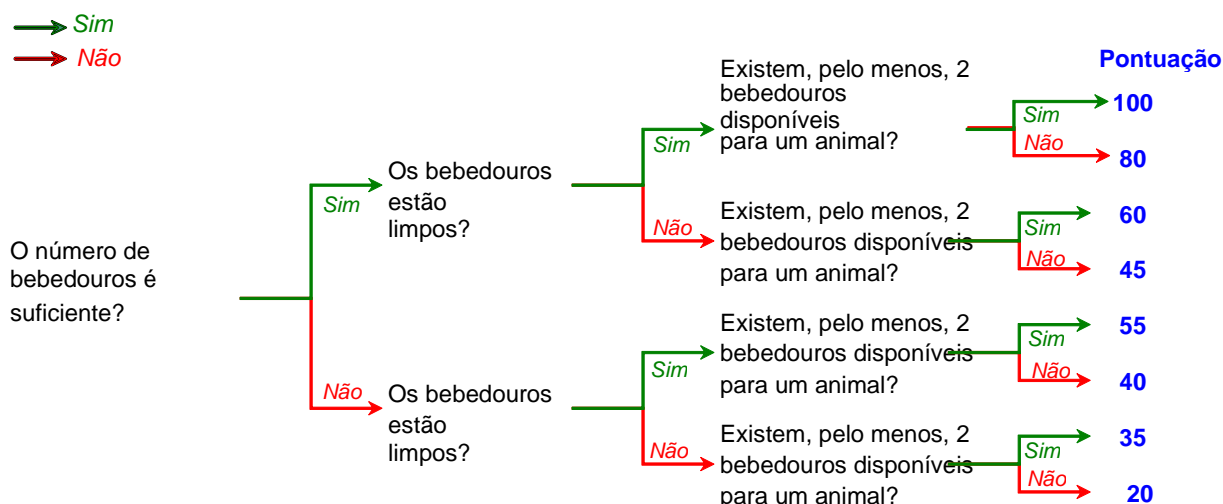 Sim
Não
Pontuação
O número de
bebedouros é
suficiente?
Sim
Não
Os bebedouros
estão
limpos?
Sim
Não
Existem, pelo menos, 2
bebedouros
disponíveis
para um animal?
Sim
100
Não
80
Existem, pelo menos, 2
bebedouros disponíveis
para um animal?
Sim
60
Não
45
Os bebedouros
estão
limpos?
Sim
Não
Existem, pelo menos, 2
bebedouros disponíveis
para um animal?
Sim
55
Não
40
Existem, pelo menos, 2
bebedouros disponíveis
para um animal?
Sim
35
Não
20